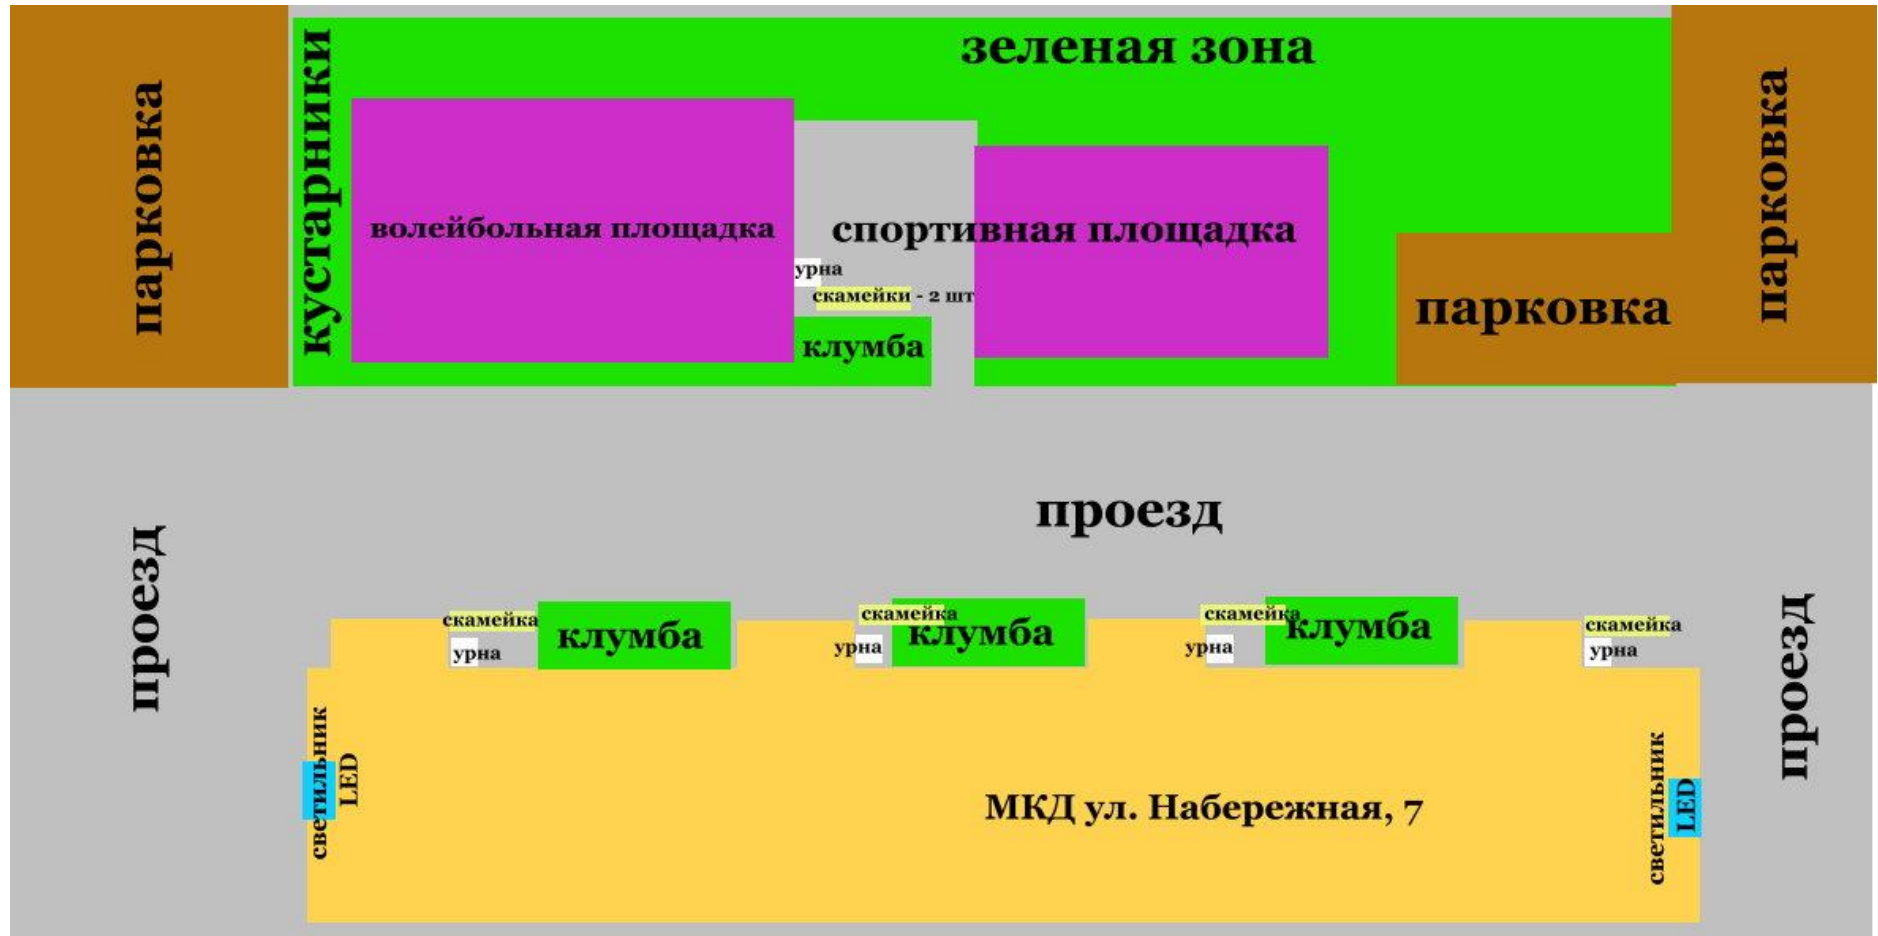 зеленая зона
парковка
кустарники
парковка
волейбольная площадка
спортивная площадка
урна
скамейки - 2 шт
парковка
клумба
проезд
проезд
проезд
скамейка
клумба
скамейка
клумба
скамейка
клумба
скамейка
урна
урна
урна
урна
светильник
LED
МКД ул. Набережная, 7
светильник
LED